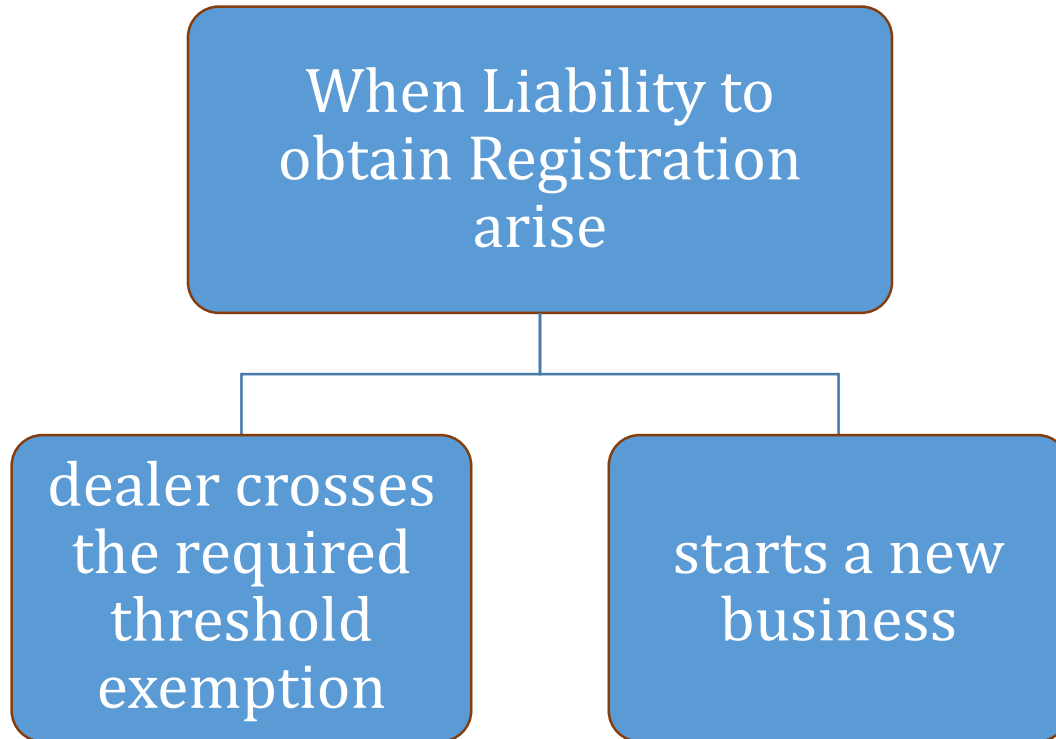 When Liability to
obtain Registration
arise
dealer crosses
the required
threshold
exemption
starts a new
business